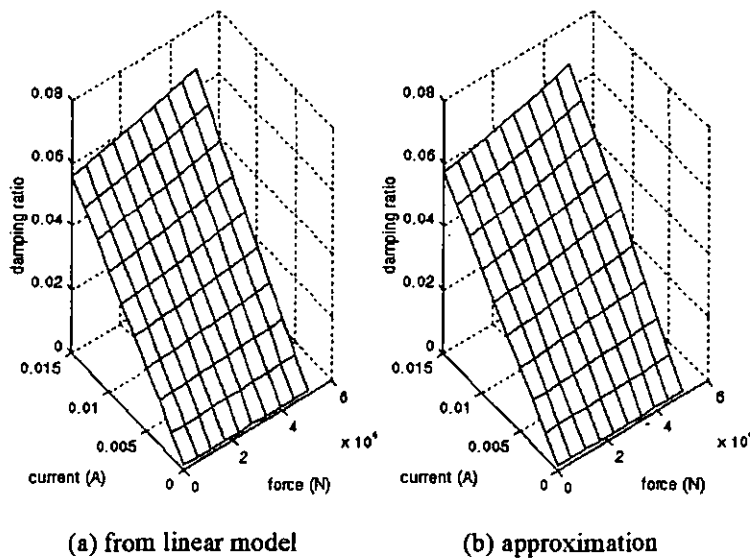 0.08
0.06
0.04
0.02
0
0.015
0.01
0.005
0
damping ratio
current (A)
0
2
4
6
x 10⁴
force (N)
(a) from linear model
0.08
0.06
0.04
0.02
0
0.015
0.01
0.005
0
damping ratio
current (A)
0
2
4
6
x 10⁴
force (N)
(b) approximation